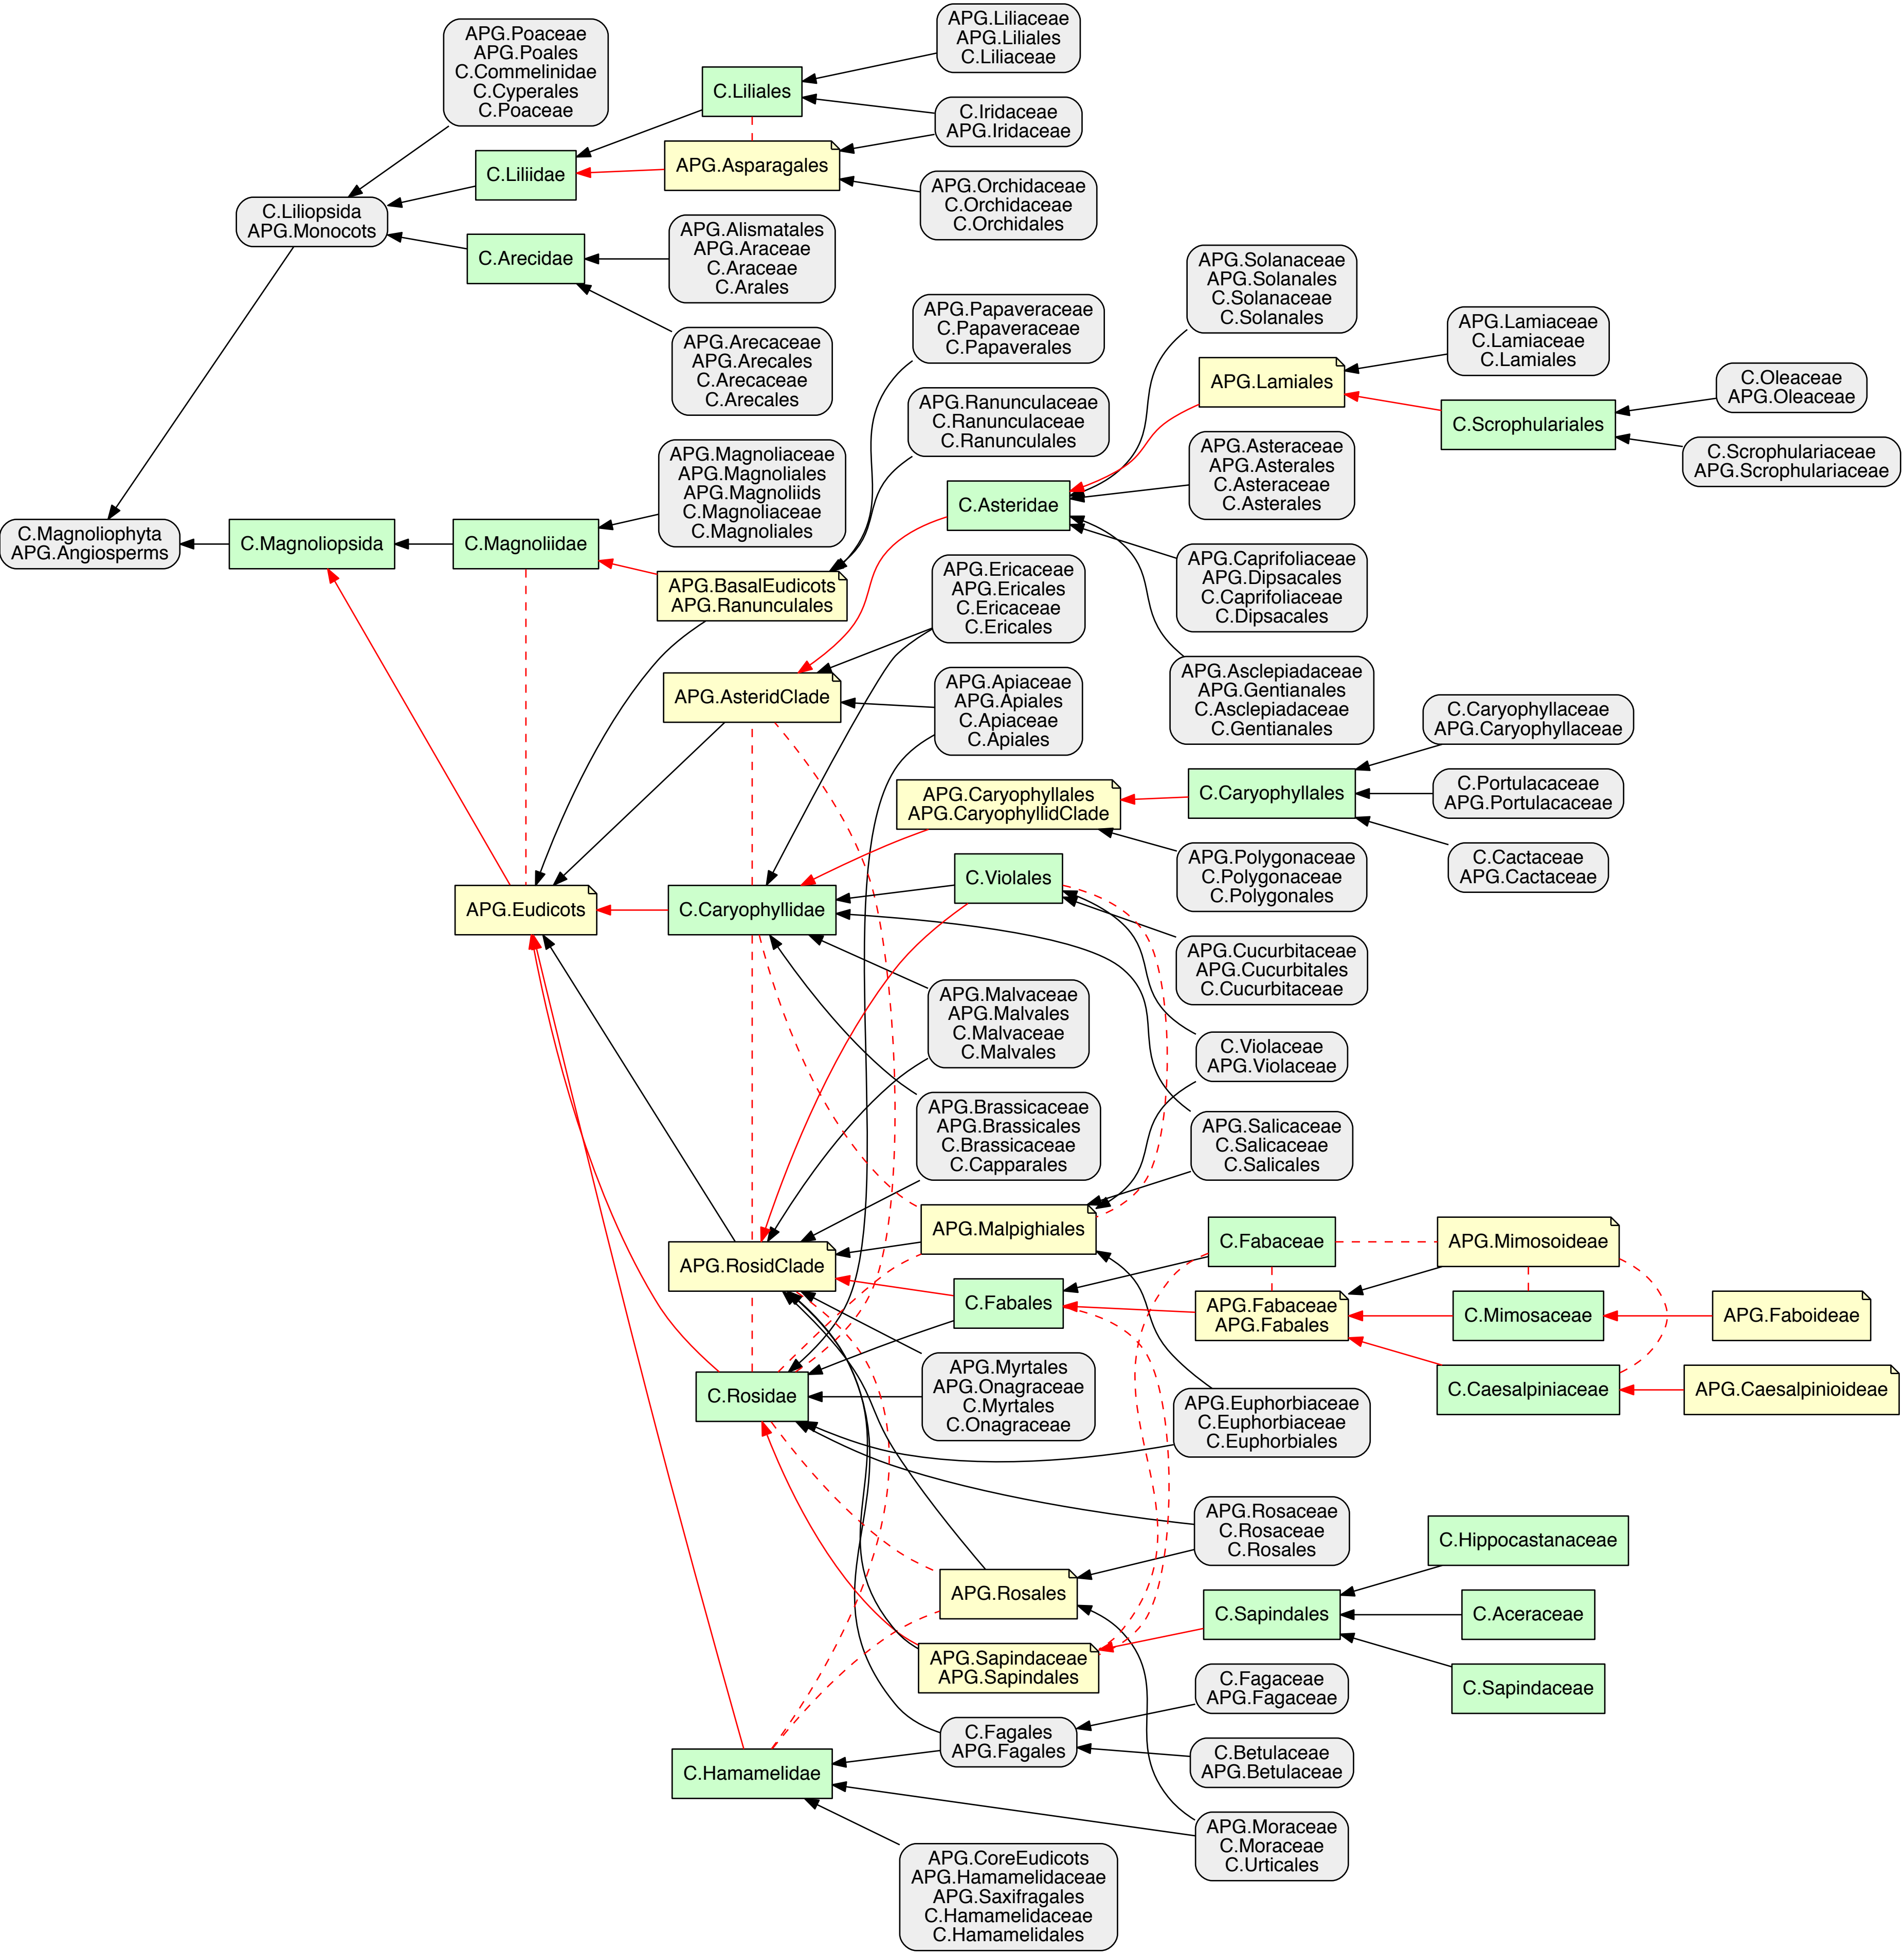 APG.Poaceae
APG.Poales
C.Commelinidae
C.Cyperales
C.Poaceae
C.Liliales
APG.Liliaceae
APG.Liliales
C.Liliaceae
C.Iridaceae
APG.Iridaceae
C.Liliidae
APG.Asparagales
APG.Orchidaceae
C.Orchidaceae
C.Orchidales
C.Liliopsida
APG.Monocots
C.Arecidae
APG.Alismatales
APG.Araceae
C.Araceae
C.Arales
APG.Arecaceae
APG.Arecales
C.Arecaceae
C.Arecales
APG.Papaveraceae
C.Papaveraceae
C.Papaverales
APG.Ranunculaceae
C.Ranunculaceae
C.Ranunculales
APG.Solanaceae
APG.Solanales
C.Solanaceae
C.Solanales
APG.Lamiales
APG.Lamiaceae
C.Lamiaceae
C.Lamiales
C.Scrophulariales
C.Oleaceae
APG.Oleaceae
C.Scrophulariaceae
APG.Scrophulariaceae
APG.Asteraceae
APG.Asterales
C.Asteraceae
C.Asterales
C.Asteridae
APG.Magnoliaceae
APG.Magnoliales
APG.Magnoliids
C.Magnoliaceae
C.Magnoliales
C.Magnoliophyta
APG.Angiosperms
C.Magnoliopsida
C.Magnoliidae
APG.BasalEudicots
APG.Ranunculales
APG.Ericaceae
APG.Ericales
C.Ericaceae
C.Ericales
APG.Caprifoliaceae
APG.Dipsacales
C.Caprifoliaceae
C.Dipsacales
APG.AsteridClade
APG.Apiaceae
APG.Apiales
C.Apiaceae
C.Apiales
APG.Asclepiadaceae
APG.Gentianales
C.Asclepiadaceae
C.Gentianales
C.Caryophyllaceae
APG.Caryophyllaceae
APG.Caryophyllales
APG.CaryophyllidClade
C.Caryophyllales
C.Portulacaceae
APG.Portulacaceae
C.Cactaceae
APG.Cactaceae
APG.Polygonaceae
C.Polygonaceae
C.Polygonales
APG.Eudicots
C.Caryophyllidae
C.Violales
APG.Cucurbitaceae
APG.Cucurbitales
C.Cucurbitaceae
APG.Malvaceae
APG.Malvales
C.Malvaceae
C.Malvales
C.Violaceae
APG.Violaceae
APG.Brassicaceae
APG.Brassicales
C.Brassicaceae
C.Capparales
APG.Salicaceae
C.Salicaceae
C.Salicales
APG.RosidClade
APG.Malpighiales
C.Fabaceae
APG.Mimosoideae
C.Fabales
APG.Fabaceae
APG.Fabales
C.Mimosaceae
APG.Faboideae
C.Rosidae
APG.Myrtales
APG.Onagraceae
C.Myrtales
C.Onagraceae
C.Caesalpiniaceae
APG.Caesalpinioideae
APG.Euphorbiaceae
C.Euphorbiaceae
C.Euphorbiales
APG.Rosaceae
C.Rosaceae
C.Rosales
C.Hippocastanaceae
APG.Rosales
C.Sapindales
C.Aceraceae
APG.Sapindaceae
APG.Sapindales
C.Sapindaceae
C.Fagaceae
APG.Fagaceae
C.Fagales
APG.Fagales
C.Betulaceae
APG.Betulaceae
C.Hamamelidae
APG.Moraceae
C.Moraceae
C.Urticales
APG.CoreEudicots
APG.Hamamelidaceae
APG.Saxifragales
C.Hamamelidaceae
C.Hamamelidales